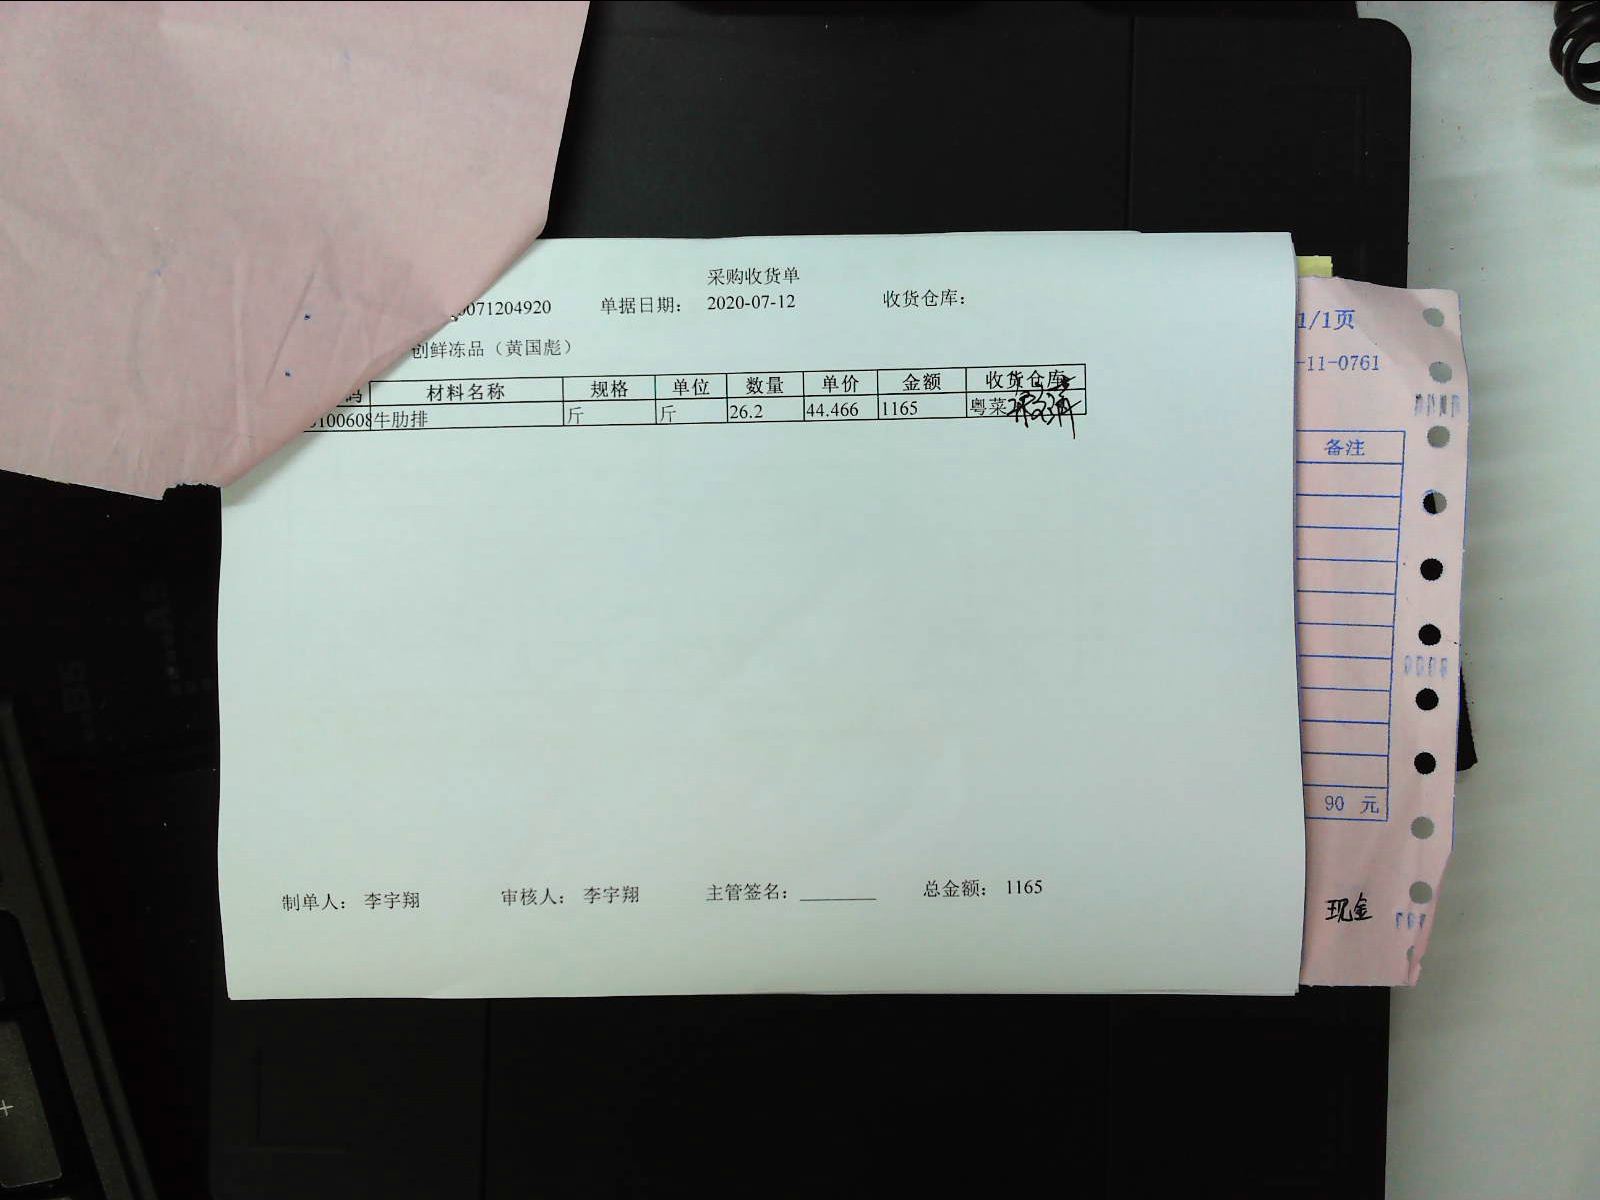 采购收货单
071204920 单据日期： 2020-07-12 收货仓库：
创鲜冻品（黄国彪）
码 材料名称 规格 单位 数量 单价 金额 收货仓库
100608 牛肋排 斤 斤 26.2 44.466 1165 粤菜
制单人： 李宇翔 审核人： 李宇翔 主管签名： ________ 总金额： 1165
1/1页
-11-0761
备注
90 元
现金